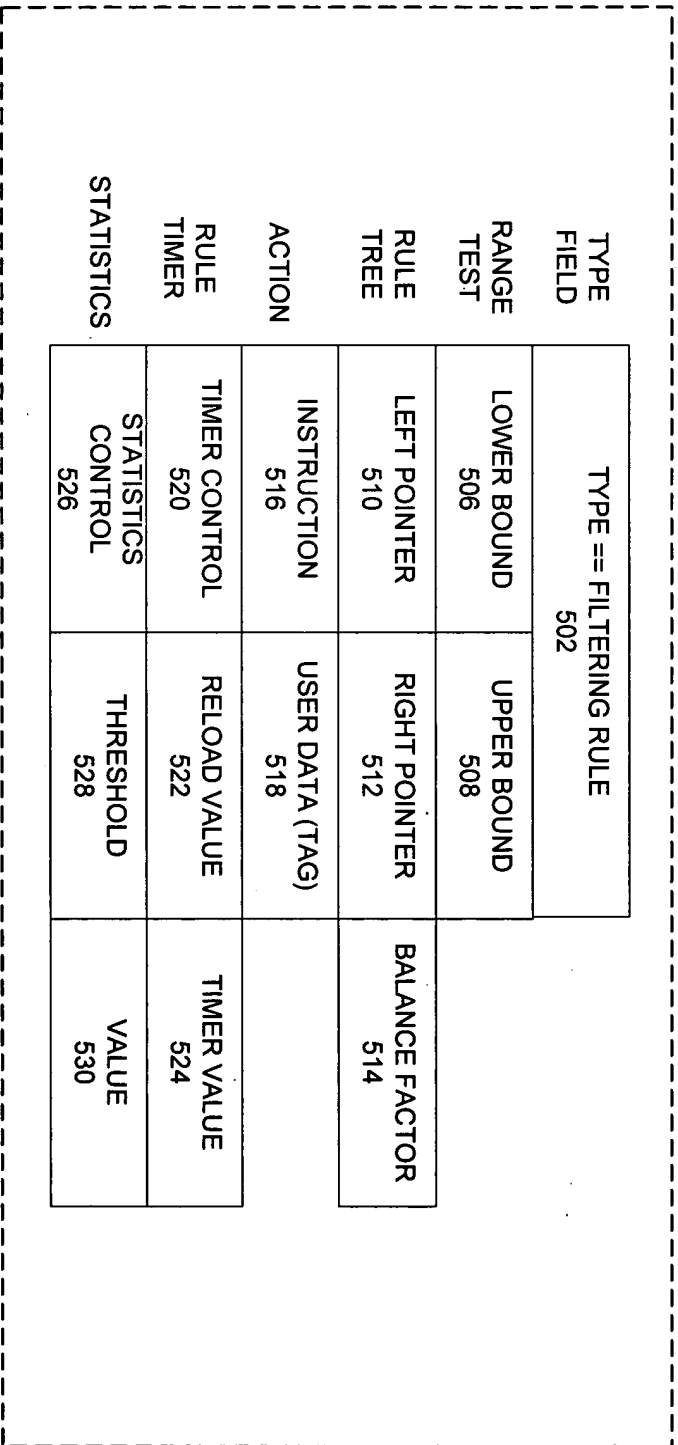 TYPE
FIELD
TYPE == FILTERING RULE
502
RANGE
TEST
LOWER BOUND
506
UPPER BOUND
508
RULE
TREE
LEFT POINTER
510
RIGHT POINTER
512
BALANCE FACTOR
514
ACTION
INSTRUCTION
516
USER DATA (TAG)
518
RULE
TIMER
TIMER CONTROL
520
RELOAD VALUE
522
TIMER VALUE
524
STATISTICS
STATISTICS
CONTROL
526
THRESHOLD
528
VALUE
530